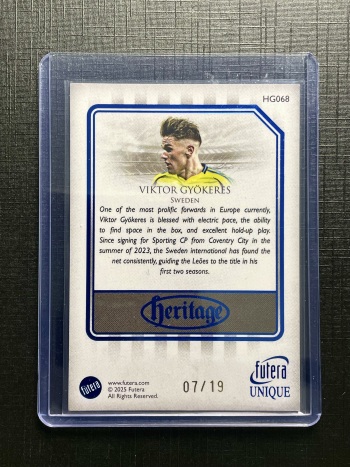 HG068
VIKTOR GYÖKERES
SWEDEN
One of the most prolific forwards in Europe currently,
Viktor Gyökeres is blessed with electric pace, the ability
to find space in the box, and excellent hold-up play.
Since signing for Sporting CP from Coventry City in the
summer of 2023, the Swedish international has found the
net consistently, guiding the Leões to the title in his
first two seasons.
heritage
futera
www.futera.com
© 2025 Futera
All Rights Reserved.
07/19
futera
UNIQUE